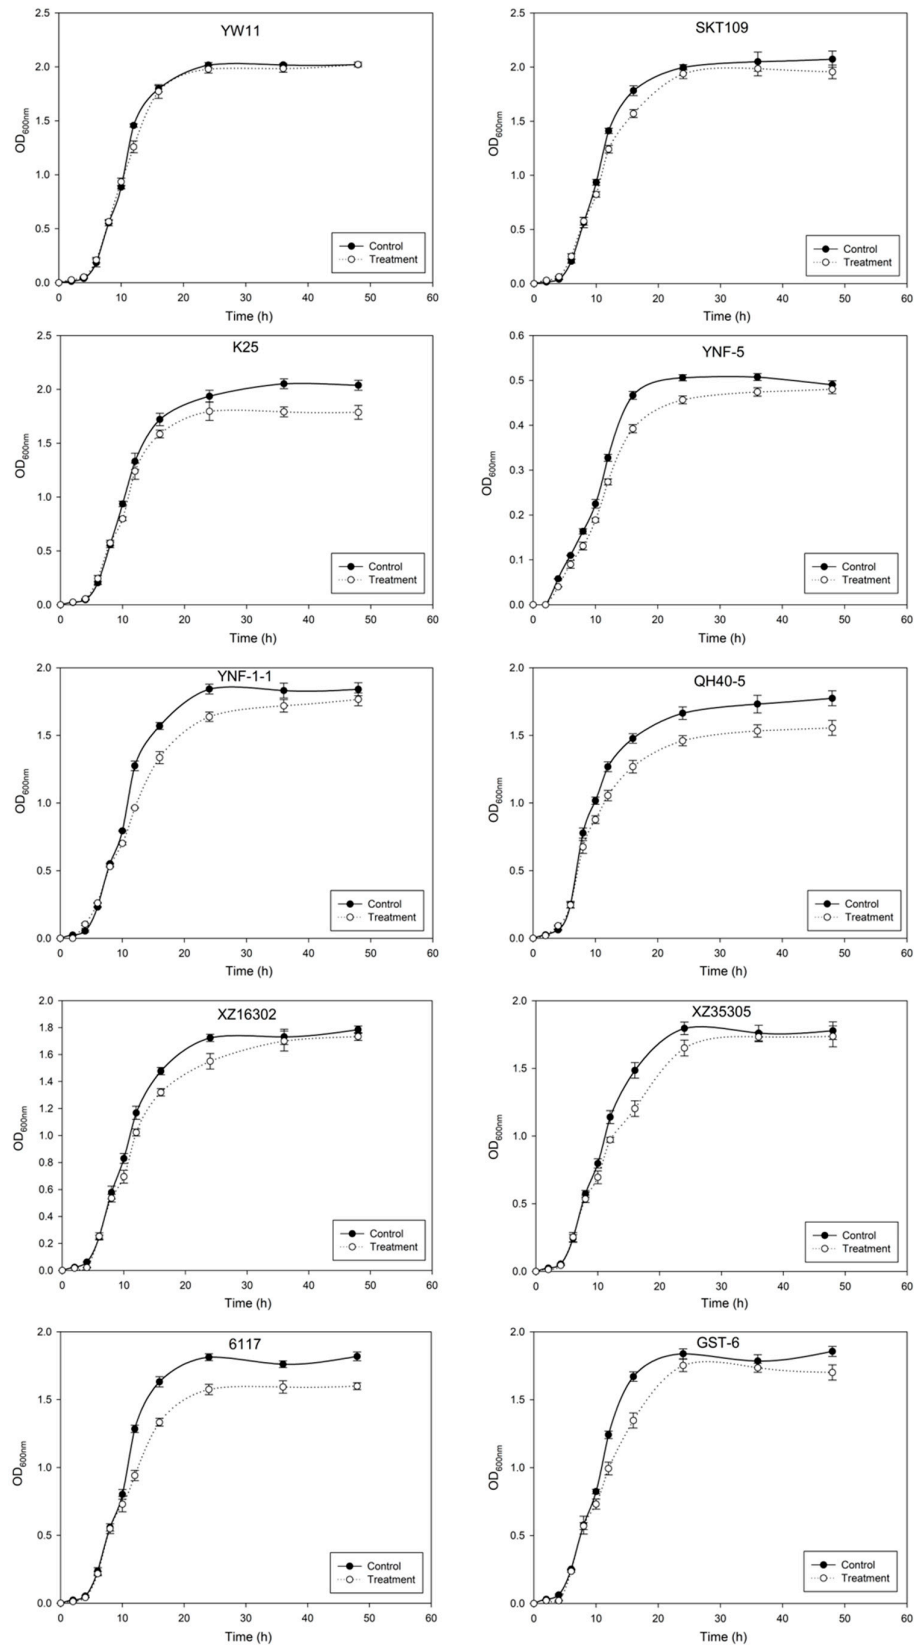 YW11
2.5
2.0
1.5
1.0
0.5
0.0
OD600nm
Control
Treatment
0 10 20 30 40 50 60
Time (h)
SKT109
2.5
2.0
1.5
1.0
0.5
0.0
OD600nm
Control
Treatment
0 10 20 30 40 50 60
Time (h)
K25
2.5
2.0
1.5
1.0
0.5
0.0
OD600nm
Control
Treatment
0 10 20 30 40 50 60
Time (h)
YNF-5
0.6
0.5
0.4
0.3
0.2
0.1
0.0
OD600nm
Control
Treatment
0 10 20 30 40 50 60
Time (h)
YNF-1-1
2.0
1.5
1.0
0.5
0.0
OD600nm
Control
Treatment
0 10 20 30 40 50 60
Time (h)
QH40-5
2.0
1.5
1.0
0.5
0.0
OD600nm
Control
Treatment
0 10 20 30 40 50 60
Time (h)
XZ16302
2.0
1.8
1.6
1.4
1.2
1.0
0.8
0.6
0.4
0.2
0.0
OD600nm
Control
Treatment
0 10 20 30 40 50 60
Time (h)
XZ35305
2.0
1.5
1.0
0.5
0.0
OD600nm
Control
Treatment
0 10 20 30 40 50 60
Time (h)
6117
2.0
1.5
1.0
0.5
0.0
OD600nm
Control
Treatment
0 10 20 30 40 50 60
Time (h)
GST-6
2.0
1.5
1.0
0.5
0.0
OD600nm
Control
Treatment
0 10 20 30 40 50 60
Time (h)